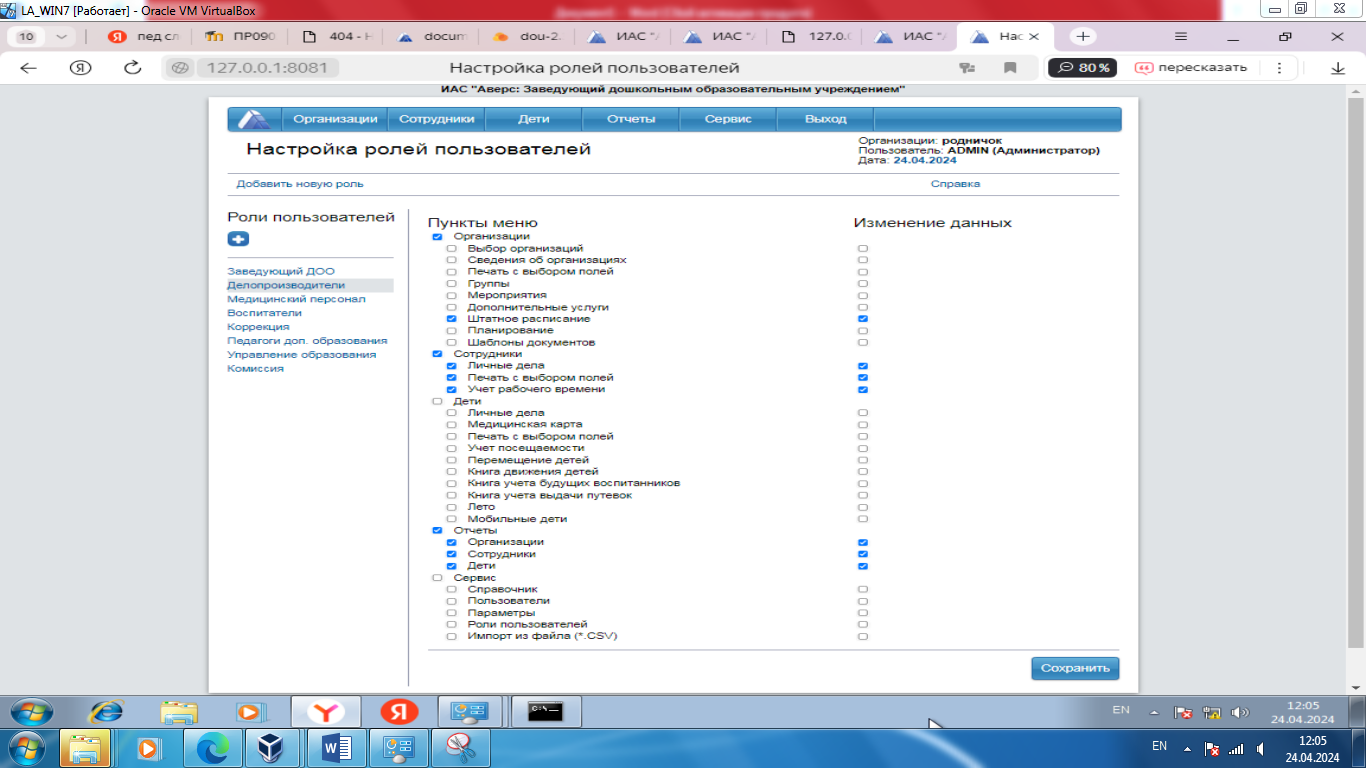 LA_WIN7 [Работает] - Oracle VM VirtualBox
10
пед сл
ПР090
404 - Н
docum
dou-2.
ИАС "А
ИАС "А
127.0.0
ИАС "А
Нас
127.0.0.1:8081
Настройка ролей пользователей
80%
пересказать
ИАС "Аверс: Заведующий дошкольным образовательным учреждением"
Организации
Сотрудники
Дети
Отчеты
Сервис
Выход
Настройка ролей пользователей
Организации: родничок
Пользователь: ADMIN (Администратор)
Дата: 24.04.2024
Добавить новую роль
Справка
Роли пользователей
Заведующий ДОО
Делопроизводители
Медицинский персонал
Воспитатели
Коррекция
Педагоги доп. образования
Управление образования
Комиссия
Пункты меню
Изменение данных
Организации
Выбор организаций
Сведения об организациях
Печать с выбором полей
Группы
Мероприятия
Дополнительные услуги
Штатное расписание
Планирование
Шаблоны документов
Сотрудники
Личные дела
Печать с выбором полей
Учет рабочего времени
Дети
Личные дела
Медицинская карта
Печать с выбором полей
Учет посещаемости
Перемещение детей
Книга движения детей
Книга учета будущих воспитанников
Книга учета выдачи путевок
Лето
Мобильные дети
Отчеты
Организации
Сотрудники
Дети
Сервис
Справочник
Пользователи
Параметры
Роли пользователей
Импорт из файла (*.CSV)
Сохранить
EN
12:05
24.04.2024
EN
12:05
24.04.2024